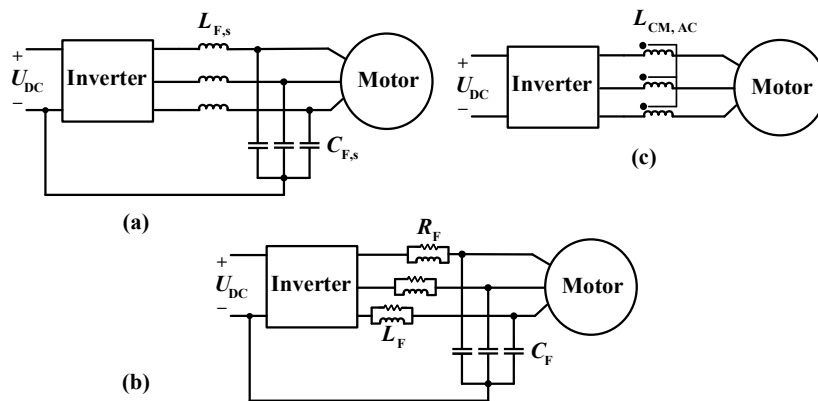 L_F,s
+
U_DC
−
Inverter
Motor
C_F,s
(a)
L_CM, AC
+
U_DC
−
Inverter
Motor
(c)
R_F
+
U_DC
−
Inverter
Motor
L_F
C_F
(b)